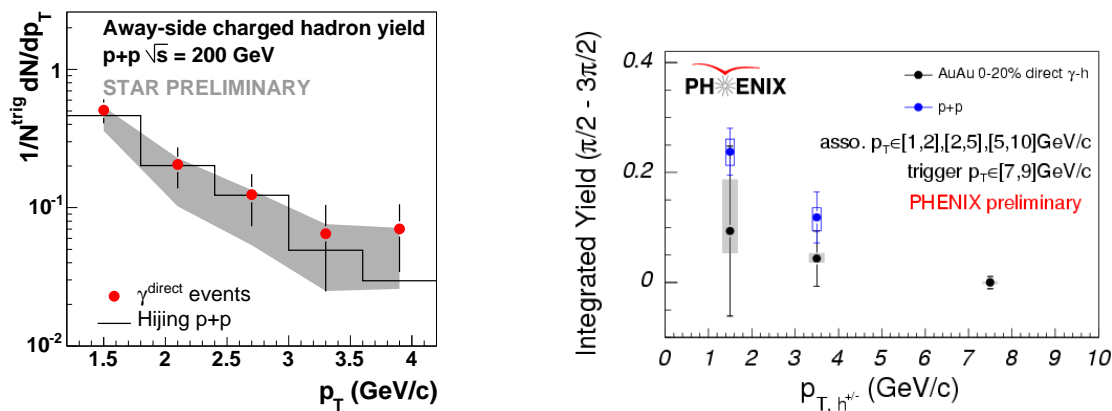 Away-side charged hadron yield
p+p √s = 200 GeV
STAR PRELIMINARY
1/N^trig dN/dp_T
1
10^-1
10^-2
γ^direct events
Hijing p+p
1.5 2 2.5 3 3.5 4
p_T (GeV/c)
Integrated Yield (π/2 - 3π/2)
0.4
0.2
0
PHENIX
AuAu 0-20% direct γ-h
p+p
asso. p_T∈[1,2],[2,5],[5,10]GeV/c
trigger p_T∈[7,9]GeV/c
PHENIX preliminary
0 1 2 3 4 5 6 7 8 9 10
p_T, h^+/- (GeV/c)